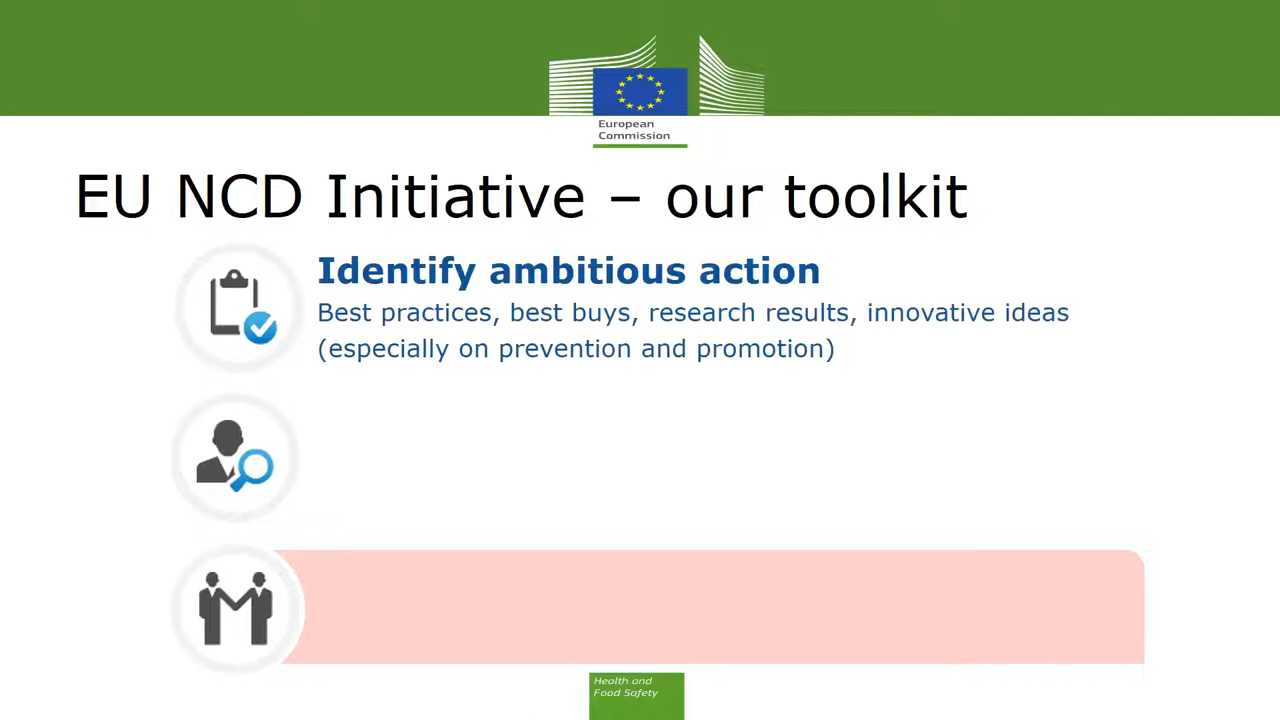 European
Commission
EU NCD Initiative – our toolkit
Identify ambitious action
Best practices, best buys, research results, innovative ideas
(especially on prevention and promotion)
Health and
Food Safety